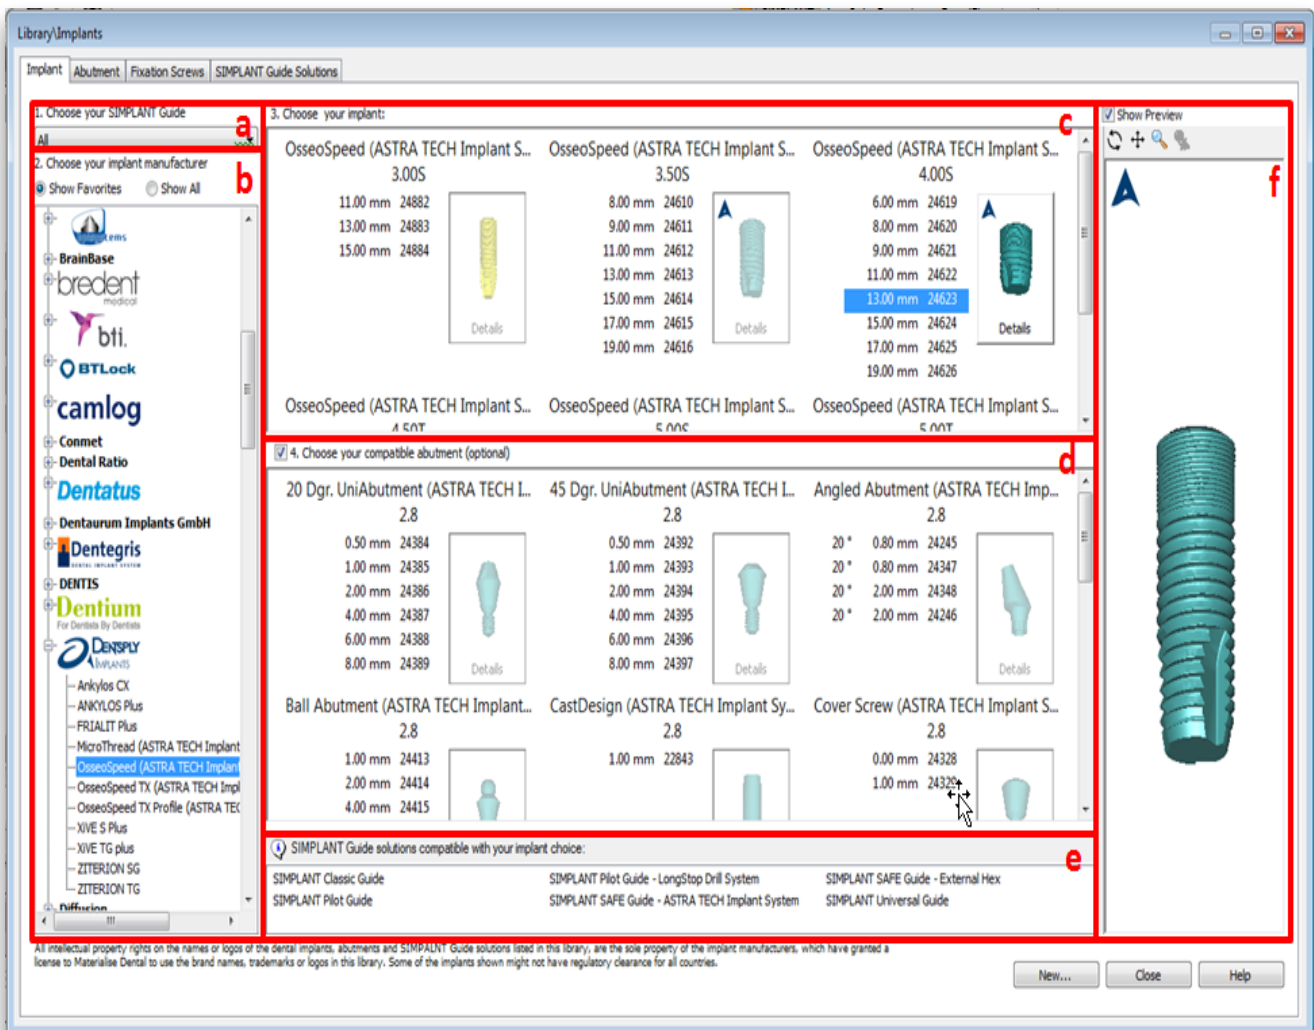 Library\Implants
Implant
Abutment
Fixation Screws
SIMPLANT Guide Solutions
1. Choose your SIMPLANT Guide
a
All
2. Choose your implant manufacturer
b
Show Favorites
Show All
BrainBase
bredent
medical
bti.
BTLock
camlog
Conmet
Dental Ratio
Dentatus
Dentaurum Implants GmbH
Dentegris
DENTAL IMPLANT SYSTEM
DENTIS
Dentium
For Dentists By Dentists
DENTSPLY
IMPLANTS
Ankylos CX
ANKYLOS Plus
FRIALIT Plus
MicroThread (ASTRA TECH Implant
OsseoSpeed (ASTRA TECH Implant
OsseoSpeed TX (ASTRA TECH Impl
OsseoSpeed TX Profile (ASTRA TEC
XiVE S Plus
XiVE TG plus
ZITERION SG
ZITERION TG
Diffusion
3. Choose your implant:
c
OsseoSpeed (ASTRA TECH Implant S...
3.00S
11.00 mm 24882
13.00 mm 24883
15.00 mm 24884
Details
OsseoSpeed (ASTRA TECH Implant S...
3.50S
8.00 mm 24610
9.00 mm 24611
11.00 mm 24612
13.00 mm 24613
15.00 mm 24614
17.00 mm 24615
19.00 mm 24616
Details
OsseoSpeed (ASTRA TECH Implant S...
4.00S
6.00 mm 24619
8.00 mm 24620
9.00 mm 24621
11.00 mm 24622
13.00 mm 24623
15.00 mm 24624
17.00 mm 24625
19.00 mm 24626
Details
OsseoSpeed (ASTRA TECH Implant S...
4.50T
OsseoSpeed (ASTRA TECH Implant S...
5.00S
OsseoSpeed (ASTRA TECH Implant S...
5.00T
4. Choose your compatible abutment (optional)
d
20 Dgr. UniAbutment (ASTRA TECH I...
2.8
0.50 mm 24384
1.00 mm 24385
2.00 mm 24386
4.00 mm 24387
6.00 mm 24388
8.00 mm 24389
Details
45 Dgr. UniAbutment (ASTRA TECH I...
2.8
0.50 mm 24392
1.00 mm 24393
2.00 mm 24394
4.00 mm 24395
6.00 mm 24396
8.00 mm 24397
Details
Angled Abutment (ASTRA TECH Imp...
2.8
20 ° 0.80 mm 24245
20 ° 0.80 mm 24347
20 ° 2.00 mm 24348
20 ° 2.00 mm 24246
Details
Ball Abutment (ASTRA TECH Implant...
2.8
1.00 mm 24413
2.00 mm 24414
4.00 mm 24415
CastDesign (ASTRA TECH Implant Sy...
2.8
1.00 mm 22843
Cover Screw (ASTRA TECH Implant S...
2.8
0.00 mm 24328
1.00 mm 24329
SIMPLANT Guide solutions compatible with your implant choice:
e
SIMPLANT Classic Guide
SIMPLANT Pilot Guide - LongStop Drill System
SIMPLANT SAFE Guide - External Hex
SIMPLANT Pilot Guide
SIMPLANT SAFE Guide - ASTRA TECH Implant System
SIMPLANT Universal Guide
Show Preview
f
All intellectual property rights on the names or logos of the dental implants, abutments and SIMPALNT Guide solutions listed in this library, are the sole property of the implant manufacturers, which have granted a
license to Materialise Dental to use the brand names, trademarks or logos in this library. Some of the implants shown might not have regulatory clearance for all countries.
New...
Close
Help